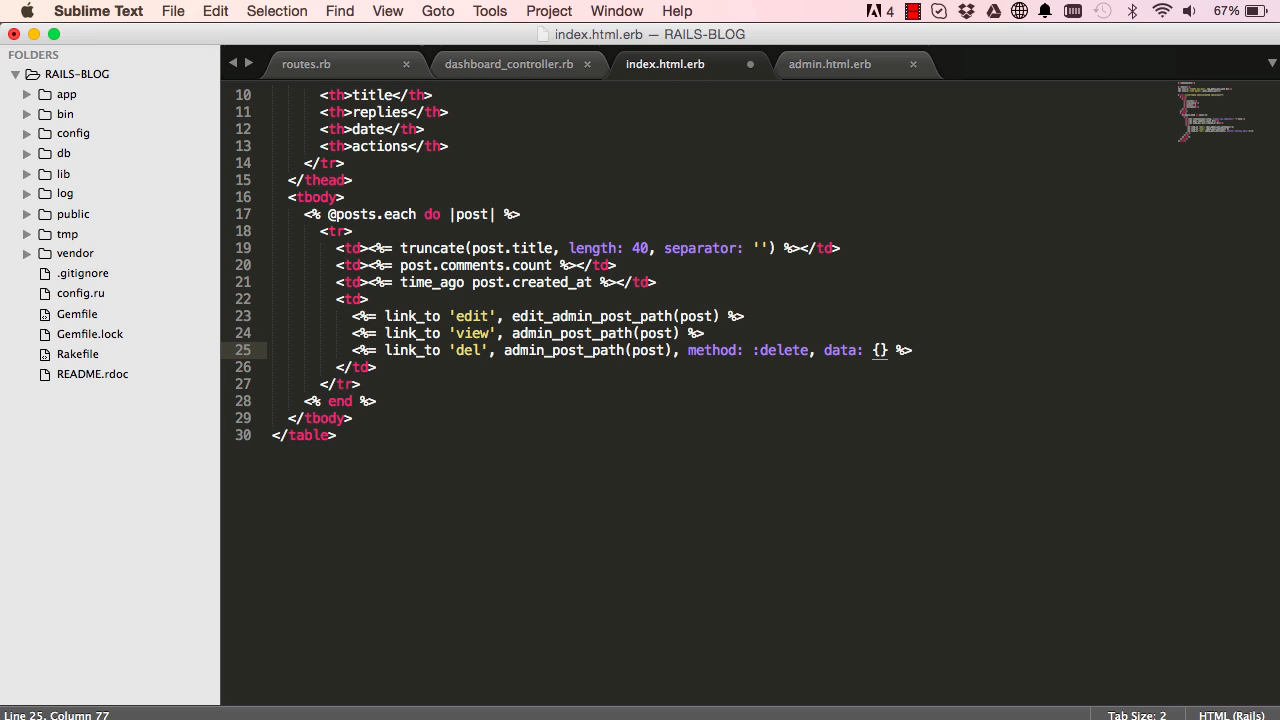 Sublime Text File Edit Selection Find View Goto Tools Project Window Help 4 67%
index.html.erb — RAILS-BLOG
FOLDERS
RAILS-BLOG
app
bin
config
db
lib
log
public
tmp
vendor
.gitignore
config.ru
Gemfile
Gemfile.lock
Rakefile
README.rdoc
routes.rb × dashboard_controller.rb × index.html.erb admin.html.erb ×
10 <th>title</th>
11 <th>replies</th>
12 <th>date</th>
13 <th>actions</th>
14 </tr>
15 </thead>
16 <tbody>
17 <% @posts.each do |post| %>
18 <tr>
19 <td><%= truncate(post.title, length: 40, separator: '') %></td>
20 <td><%= post.comments.count %></td>
21 <td><%= time_ago post.created_at %></td>
22 <td>
23 <%= link_to 'edit', edit_admin_post_path(post) %>
24 <%= link_to 'view', admin_post_path(post) %>
25 <%= link_to 'del', admin_post_path(post), method: :delete, data: {} %>
26 </td>
27 </tr>
28 <% end %>
29 </tbody>
30 </table>
Line 25, Column 77 Tab Size: 2 HTML (Rails)